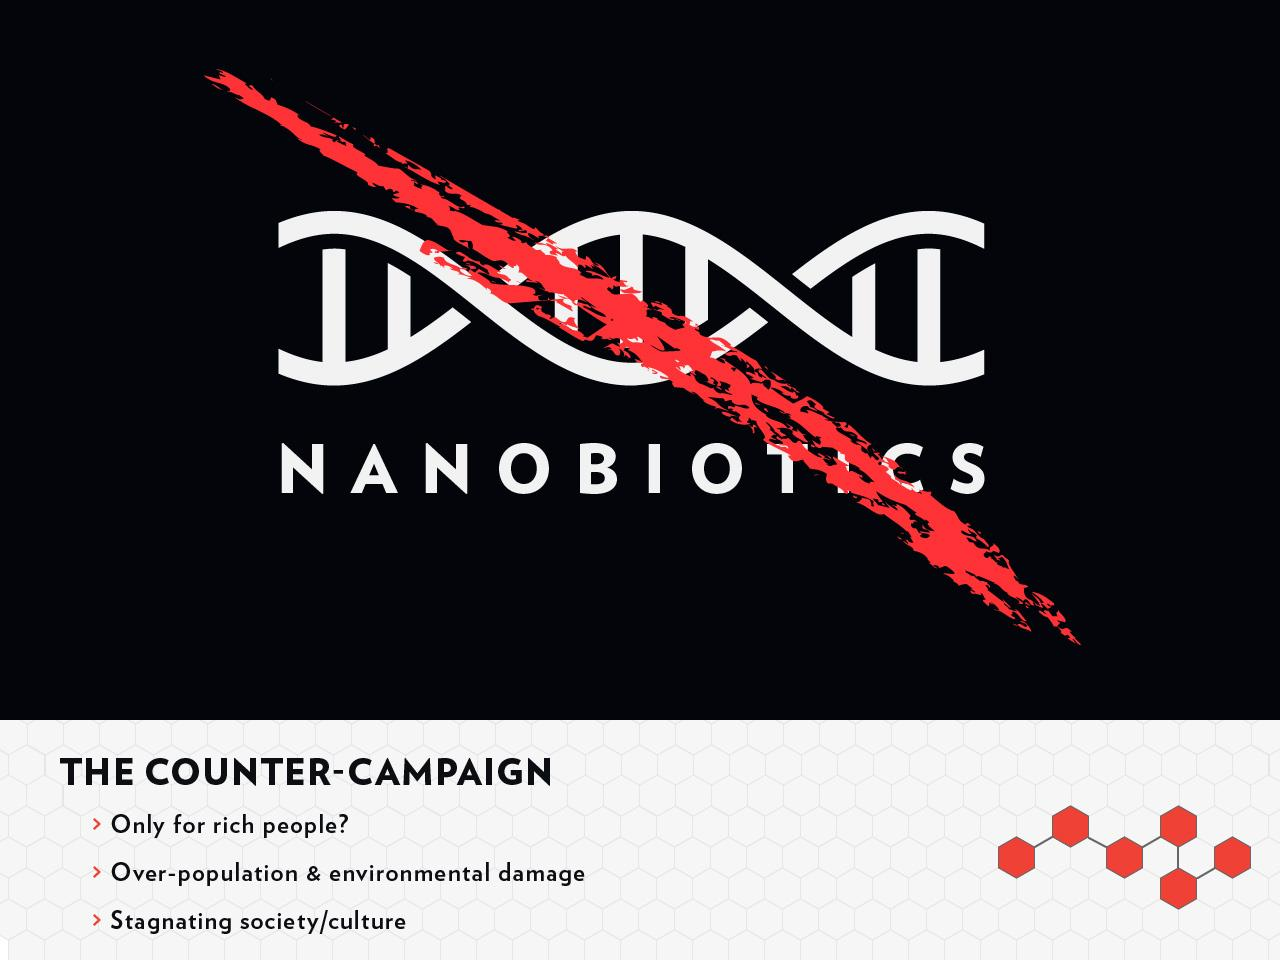 NANOBIOTICS
THE COUNTER-CAMPAIGN
Only for rich people?
Over-population & environmental damage
Stagnating society/culture